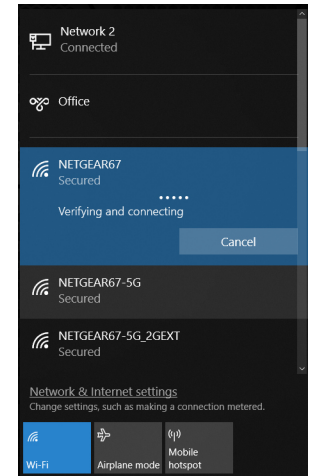 Network 2
Connected
Office
NETGEAR67
Secured
Verifying and connecting
Cancel
NETGEAR67-5G
Secured
NETGEAR67-5G_2GEXT
Secured
Network & Internet settings
Change settings, such as making a connection metered.
Wi-Fi
Airplane mode
Mobile
hotspot